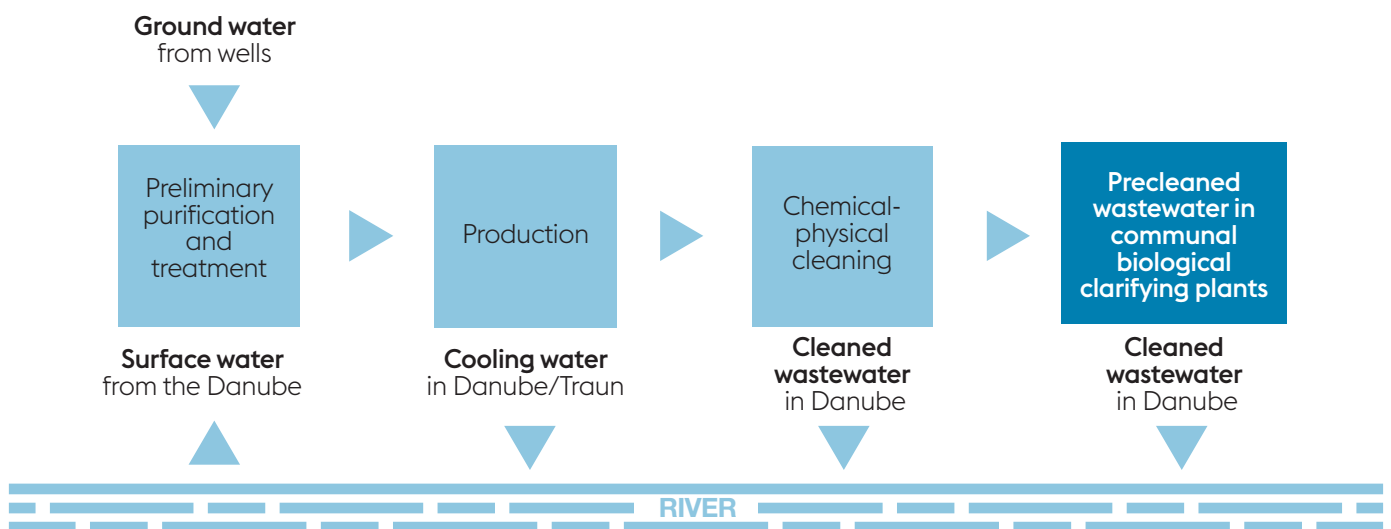 Ground water
from wells
Preliminary
purification
and
treatment
Production
Chemical-
physical
cleaning
Precleaned
wastewater in
communal
biological
clarifying plants
Surface water
from the Danube
Cooling water
in Danube/Traun
Cleaned
wastewater
in Danube
Cleaned
wastewater
in Danube
RIVER